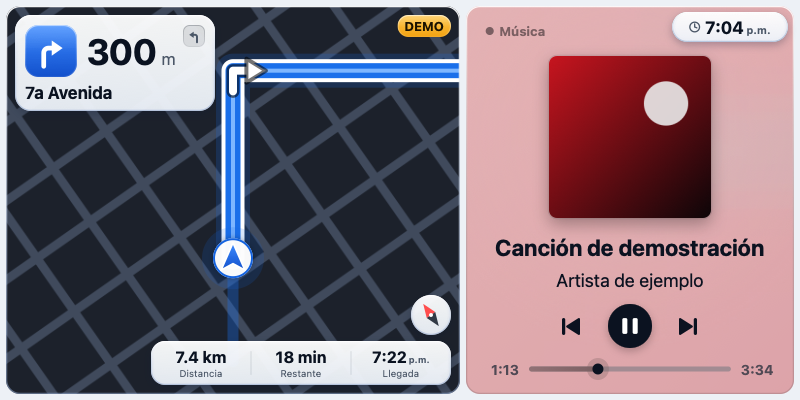 300 m
7a Avenida
DEMO
7.4 km
Distancia
18 min
Restante
7:22 p.m.
Llegada
Música
7:04 p.m.
Canción de demostración
Artista de ejemplo
1:13
3:34